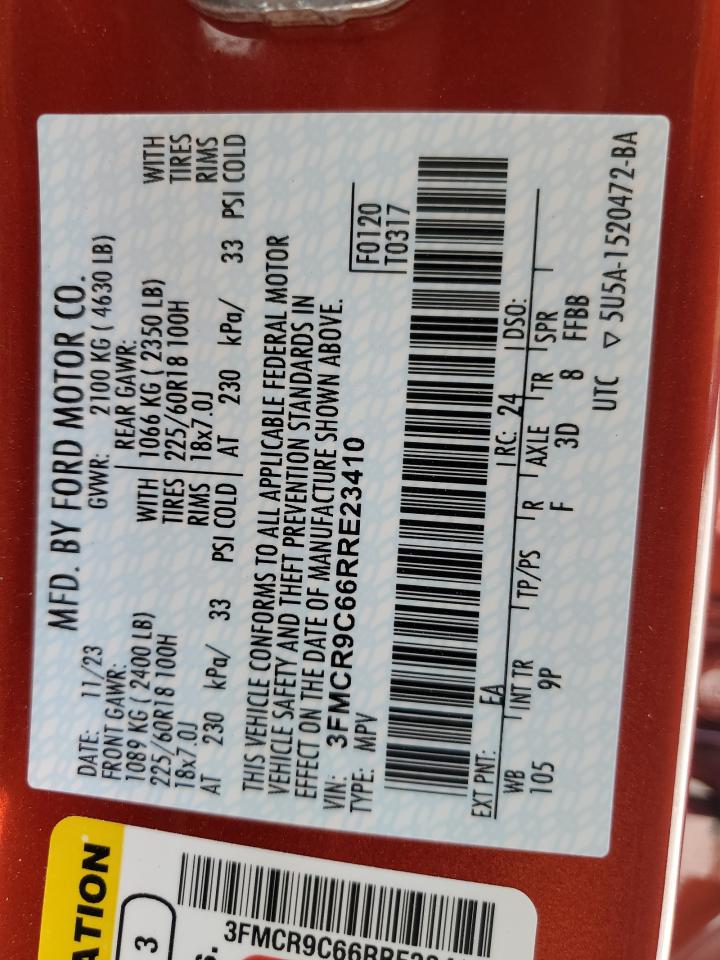 MFD. BY FORD MOTOR CO.
DATE: 11/23 GVWR: 2100 KG ( 4630 LB)
FRONT GAWR: REAR GAWR:
1089 KG ( 2400 LB) WITH 1066 KG ( 2350 LB) WITH
225/60R18 100H TIRES 225/60R18 100H TIRES
18x7.0J RIMS 18x7.0J RIMS
AT 230 kPa/ 33 PSI COLD AT 230 kPa/ 33 PSI COLD
THIS VEHICLE CONFORMS TO ALL APPLICABLE FEDERAL MOTOR
VEHICLE SAFETY AND THEFT PREVENTION STANDARDS IN
EFFECT ON THE DATE OF MANUFACTURE SHOWN ABOVE.
VIN: 3FMCR9C66RRE23410 F0120
TYPE: MPV T0317
EXT PNT: EA RC: 24 DSO:
WB INT TR TP/PS R AXLE TR SPR
105 9P F 3D 8 FFBB
UTC ▽ 5U5A-1520472-BA
3
3FMCR9C66RRE234